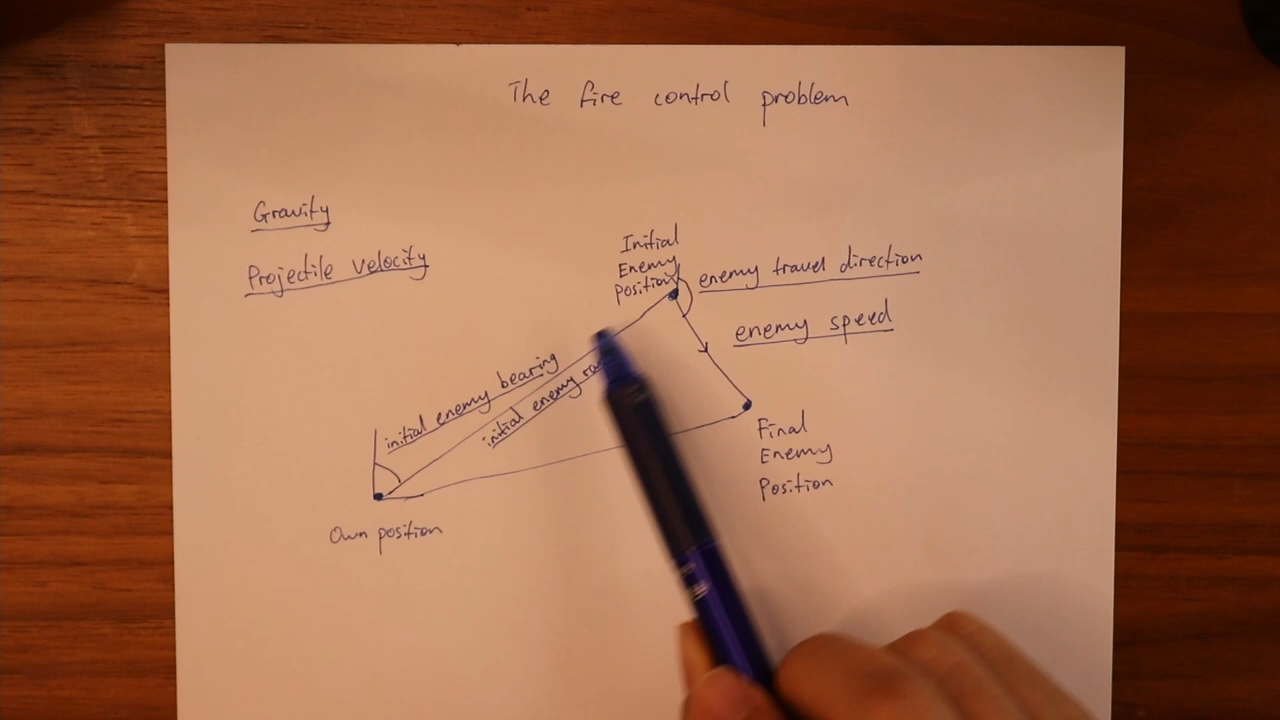 The fire control problem
Gravity
Projectile velocity
Initial
Enemy
Position
enemy travel direction
enemy speed
initial enemy bearing
initial enemy
Final
Enemy
Position
Own position